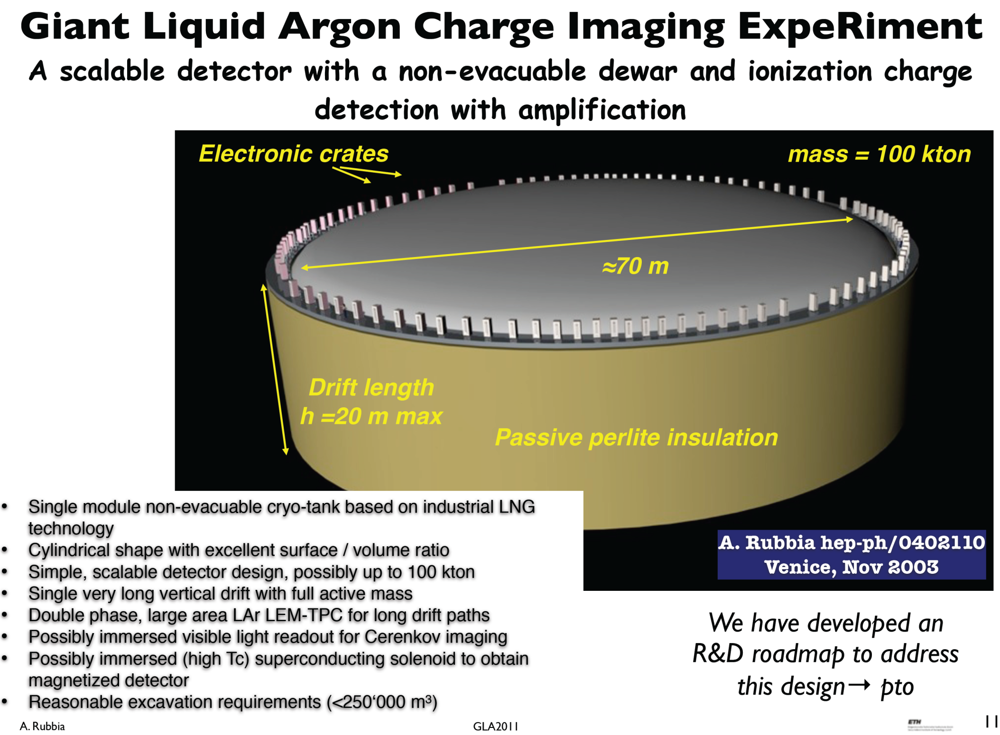 Giant Liquid Argon Charge Imaging ExpeRiment
A scalable detector with a non-evacuable dewar and ionization charge
detection with amplification
Electronic crates
mass = 100 kton
≈70 m
Drift length
h =20 m max
Passive perlite insulation
• Single module non-evacuable cryo-tank based on industrial LNG
technology
• Cylindrical shape with excellent surface / volume ratio
• Simple, scalable detector design, possibly up to 100 kton
• Single very long vertical drift with full active mass
• Double phase, large area LAr LEM-TPC for long drift paths
• Possibly immersed visible light readout for Cerenkov imaging
• Possibly immersed (high Tc) superconducting solenoid to obtain
magnetized detector
• Reasonable excavation requirements (<250‘000 m³)
A. Rubbia hep-ph/0402110
Venice, Nov 2003
We have developed an
R&D roadmap to address
this design→ pto
A. Rubbia
GLA2011
ETH
11